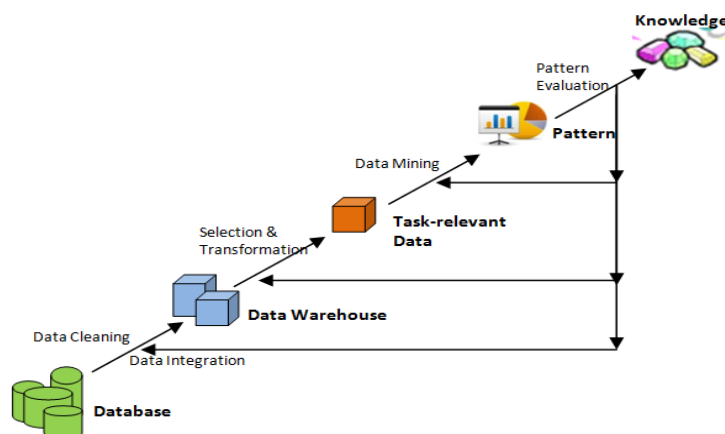 Knowledge
Pattern
Evaluation
Pattern
Data Mining
Task-relevant
Data
Selection &
Transformation
Data Warehouse
Data Cleaning
Data Integration
Database